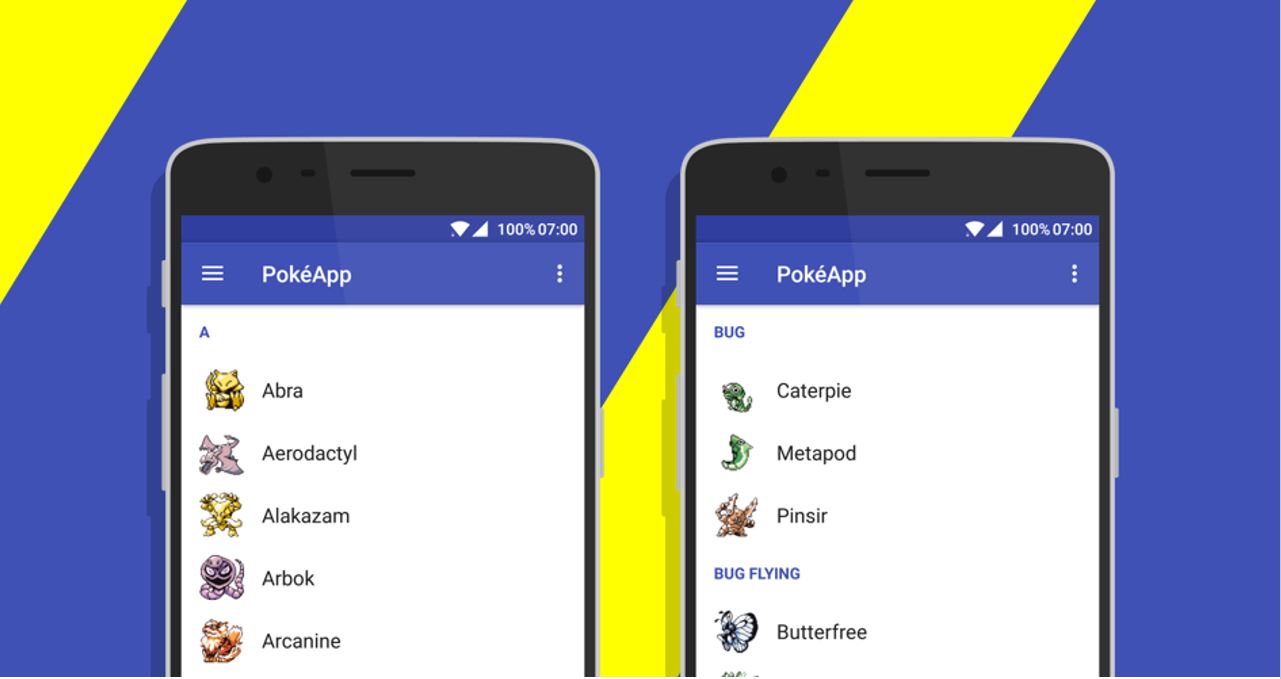 100% 07:00
PokéApp
A
Abra
Aerodactyl
Alakazam
Arbok
Arcanine
100% 07:00
PokéApp
BUG
Caterpie
Metapod
Pinsir
BUG FLYING
Butterfree